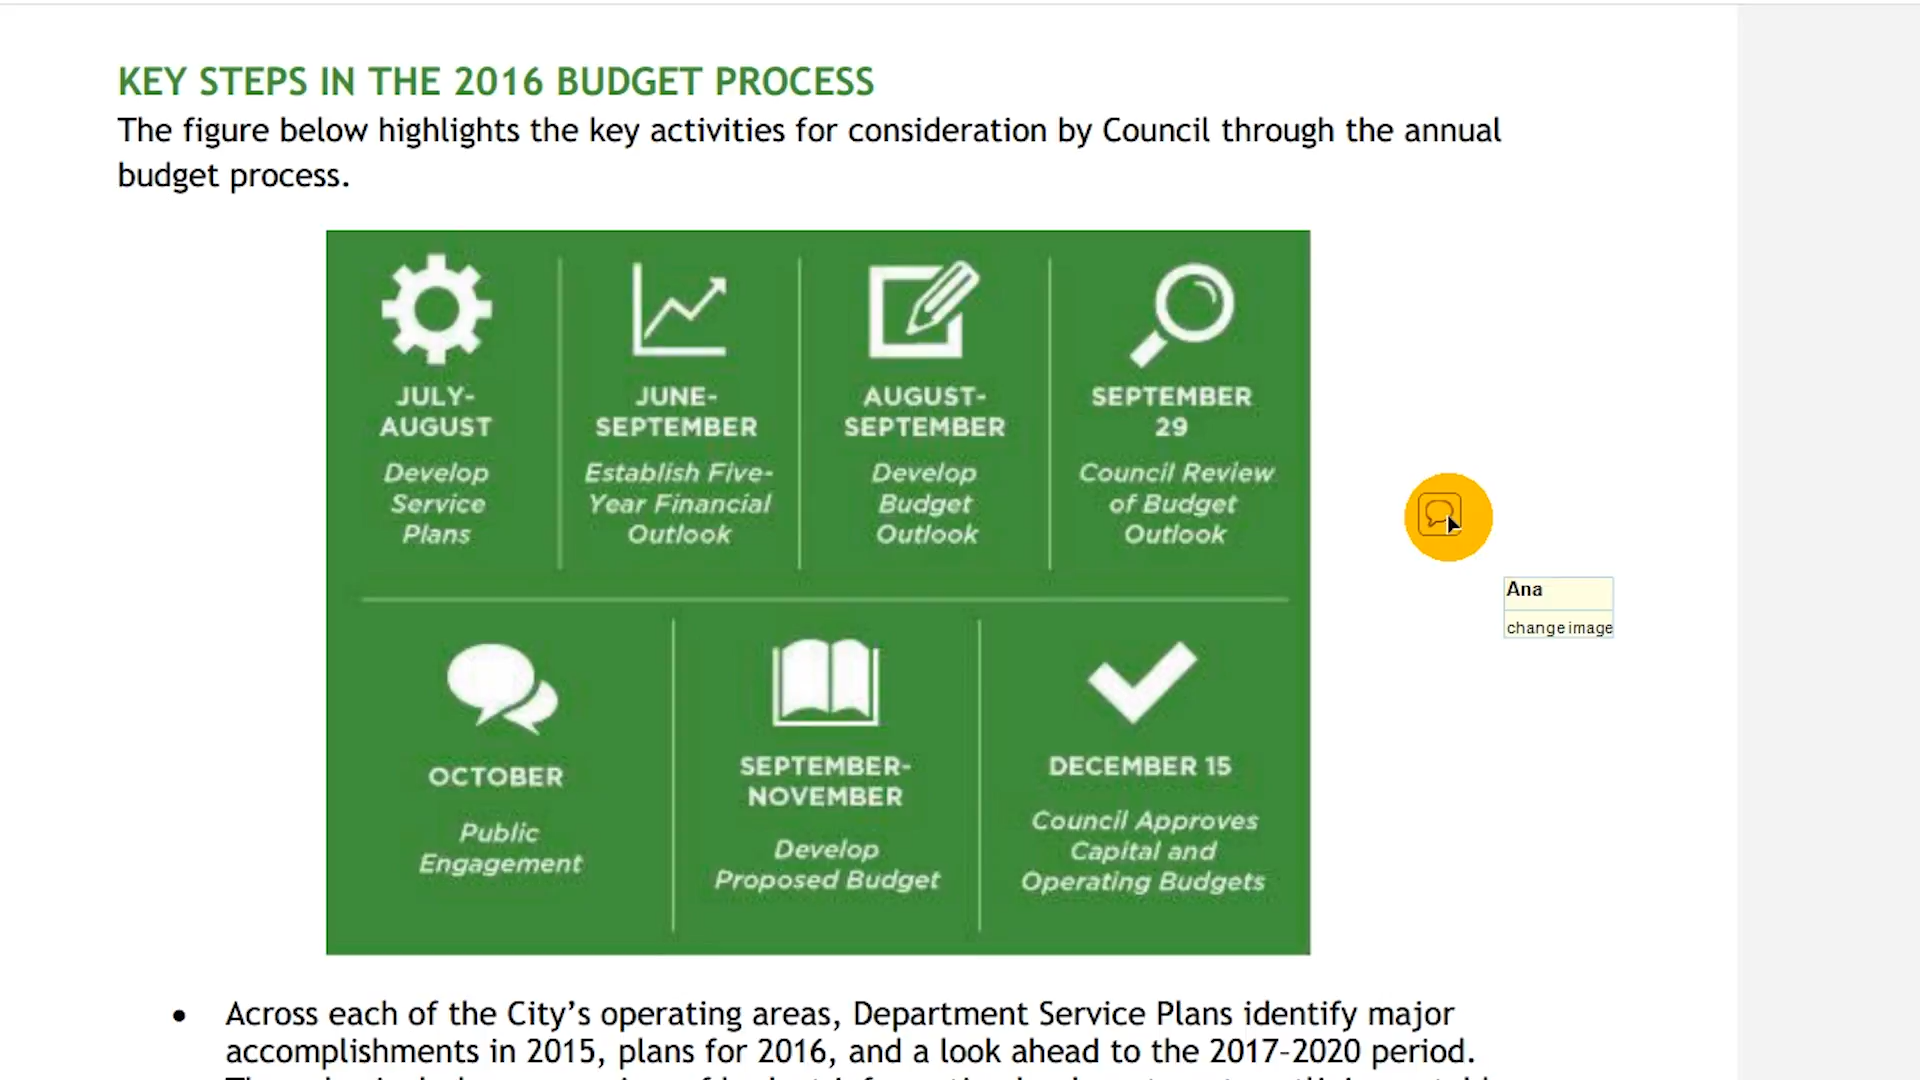 KEY STEPS IN THE 2016 BUDGET PROCESS
The figure below highlights the key activities for consideration by Council through the annual
budget process.
JULY-
AUGUST
Develop
Service
Plans
JUNE-
SEPTEMBER
Establish Five-
Year Financial
Outlook
AUGUST-
SEPTEMBER
Develop
Budget
Outlook
SEPTEMBER
29
Council Review
of Budget
Outlook
Ana
change image
OCTOBER
Public
Engagement
SEPTEMBER-
NOVEMBER
Develop
Proposed Budget
DECEMBER 15
Council Approves
Capital and
Operating Budgets
• Across each of the City’s operating areas, Department Service Plans identify major
accomplishments in 2015, plans for 2016, and a look ahead to the 2017-2020 period.